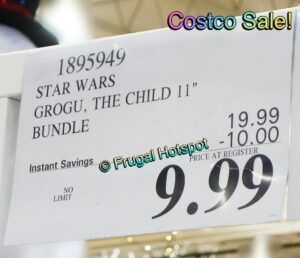 Costco Sale!
1895949
STAR WARS
GROGU, THE CHILD 11"
BUNDLE
19.99
Instant Savings -10.00
© Frugal Hotspot
PRICE AT REGISTER
NO
LIMIT
9.99